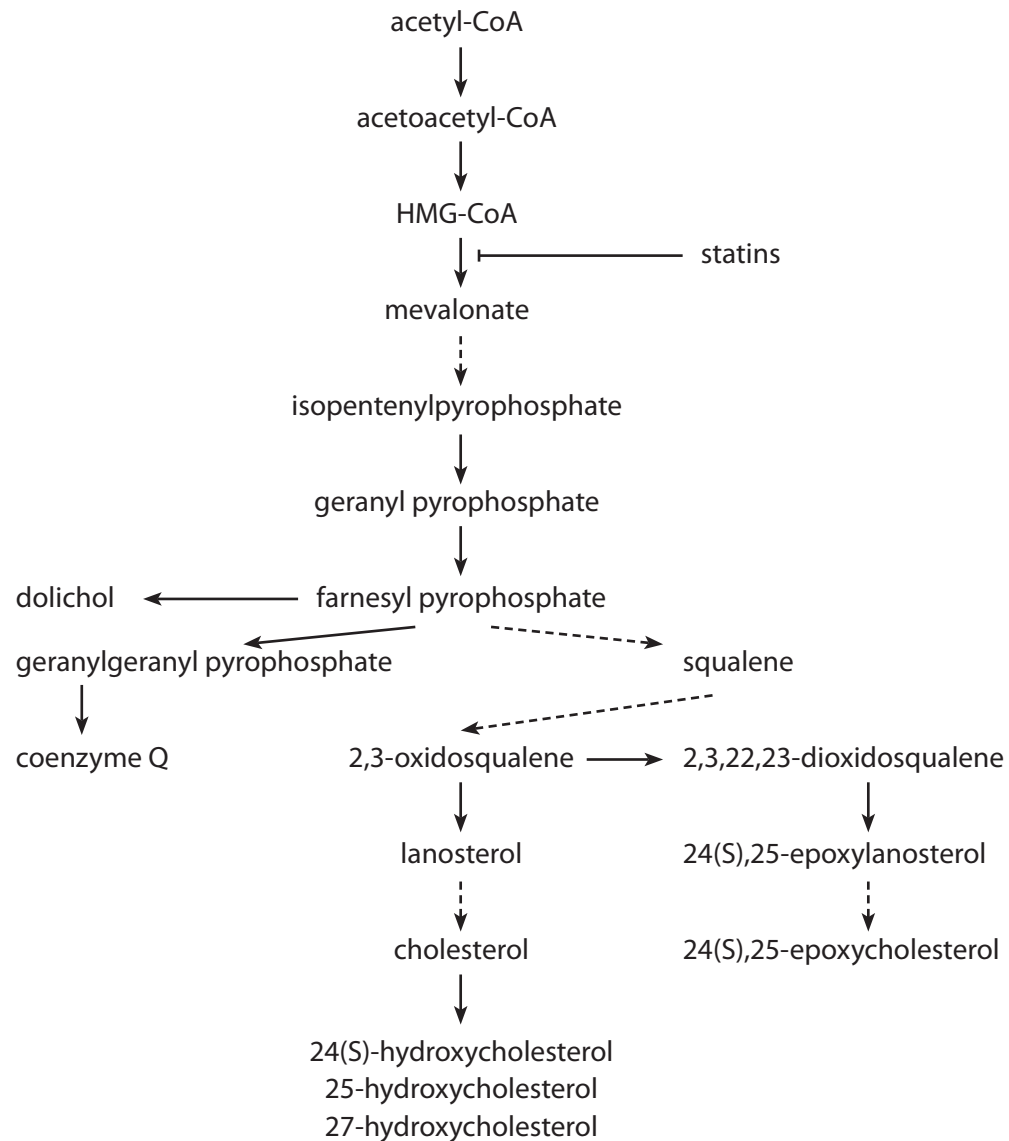 acetyl-CoA
acetoacetyl-CoA
HMG-CoA
statins
mevalonate
isopentenylpyrophosphate
geranyl pyrophosphate
dolichol
farnesyl pyrophosphate
geranylgeranyl pyrophosphate
squalene
coenzyme Q
2,3-oxidosqualene
2,3,22,23-dioxidosqualene
lanosterol
24(S),25-epoxylanosterol
cholesterol
24(S),25-epoxycholesterol
24(S)-hydroxycholesterol
25-hydroxycholesterol
27-hydroxycholesterol